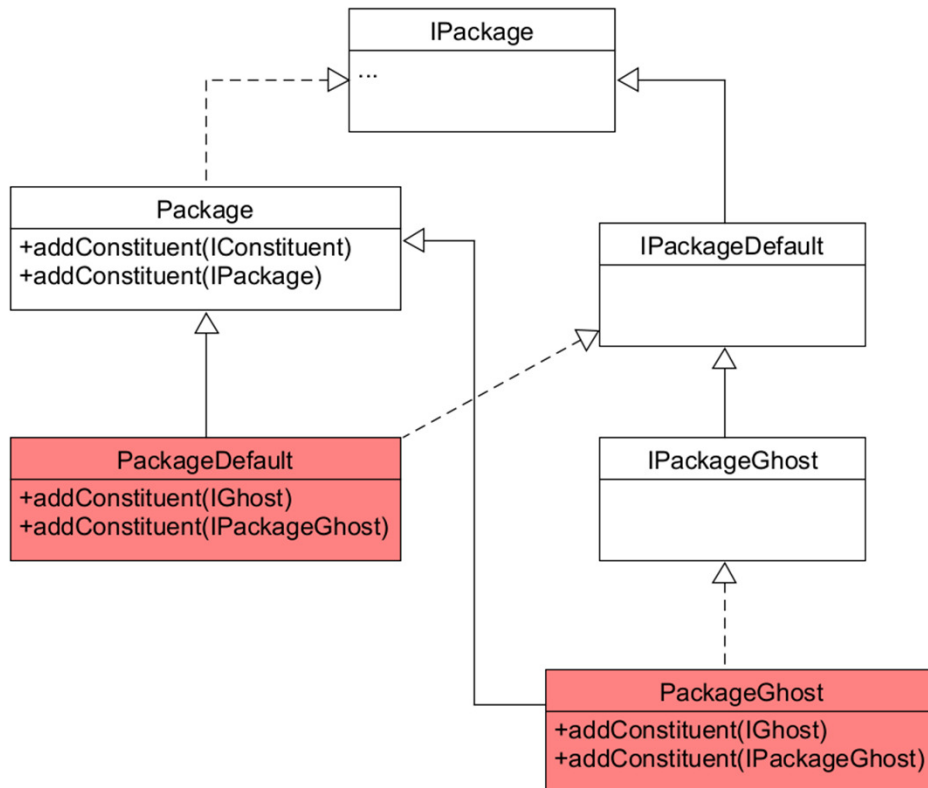 IPackage
...
Package
+addConstituent(IConstituent)
+addConstituent(IPackage)
IPackageDefault
PackageDefault
+addConstituent(IGhost)
+addConstituent(IPackageGhost)
IPackageGhost
PackageGhost
+addConstituent(IGhost)
+addConstituent(IPackageGhost)